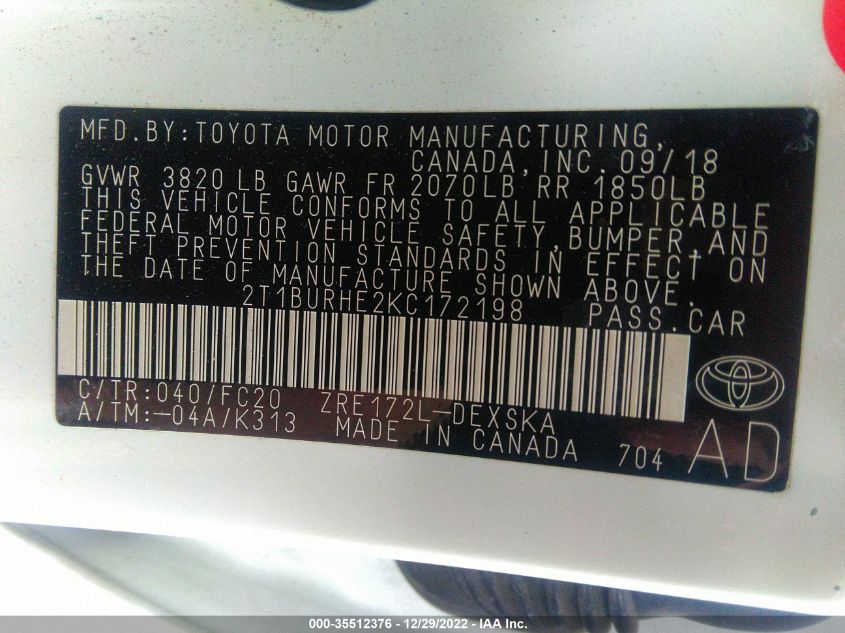 MFD.BY:TOYOTA MOTOR MANUFACTURING,
CANADA,INC. 09/18
GVWR 3820 LB GAWR FR 2070LB RR 1850LB
THIS VEHICLE CONFORMS TO ALL APPLICABLE
FEDERAL MOTOR VEHICLE SAFETY,BUMPER,AND
THEFT PREVENTION STANDARDS IN EFFECT ON
THE DATE OF MANUFACTURE SHOWN ABOVE.
2T1BURHE2KC172198 PASS.CAR
C/TR:040/FC20 ZRE172L-DEXSKA
A/TM:-04A/K313 MADE IN CANADA 704 AD
000-35512376 - 12/29/2022 - IAA Inc.